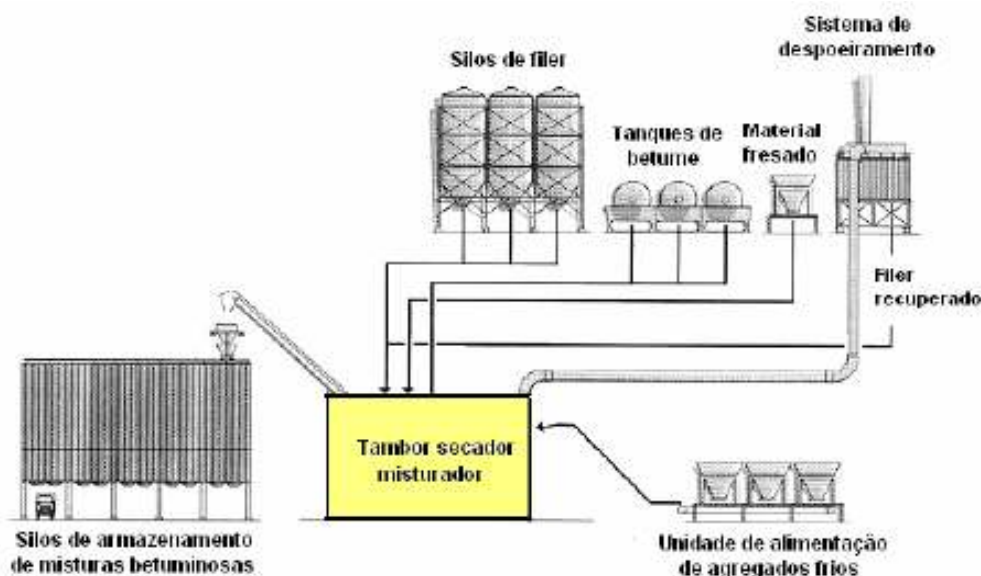 Sistema de
despoeiramento
Silos de filer
Tanques de
betume
Material
fresado
Filer
recuperado
Tambor secador
misturador
Silos de armazenamento
de misturas betuminosas
Unidade de alimentação
de agregados frios